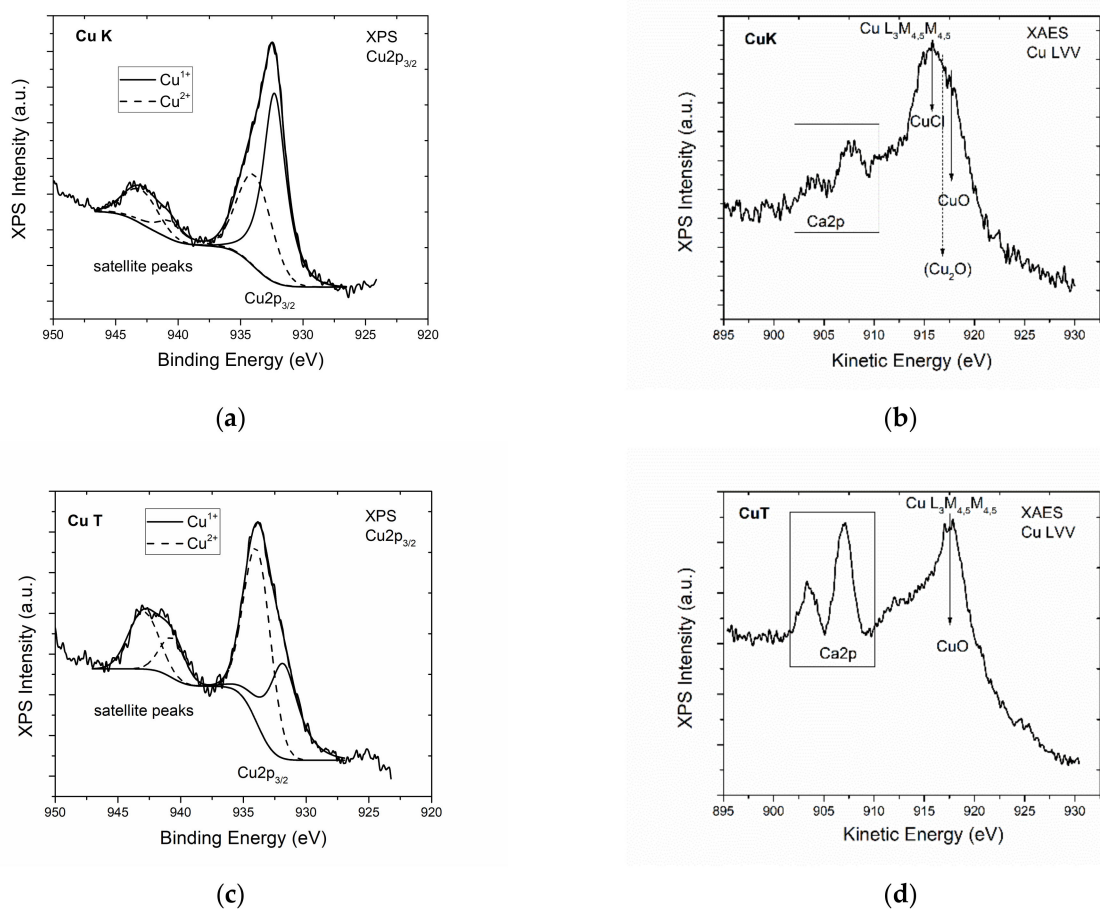 Cu K
XPS
Cu2p3/2
Cu1+
Cu2+
XPS Intensity (a.u.)
satellite peaks
Cu2p3/2
950 945 940 935 930 925 920
Binding Energy (eV)
(a)
CuK
Cu L3M4,5M4,5
XAES
Cu LVV
XPS Intensity (a.u.)
CuCl
Ca2p
CuO
(Cu2O)
895 900 905 910 915 920 925 930
Kinetic Energy (eV)
(b)
Cu T
XPS
Cu2p3/2
Cu1+
Cu2+
XPS Intensity (a.u.)
satellite peaks
Cu2p3/2
950 945 940 935 930 925 920
Binding Energy (eV)
(c)
CuT
Cu L3M4,5M4,5
XAES
Cu LVV
XPS Intensity (a.u.)
Ca2p
CuO
895 900 905 910 915 920 925 930
Kinetic Energy (eV)
(d)